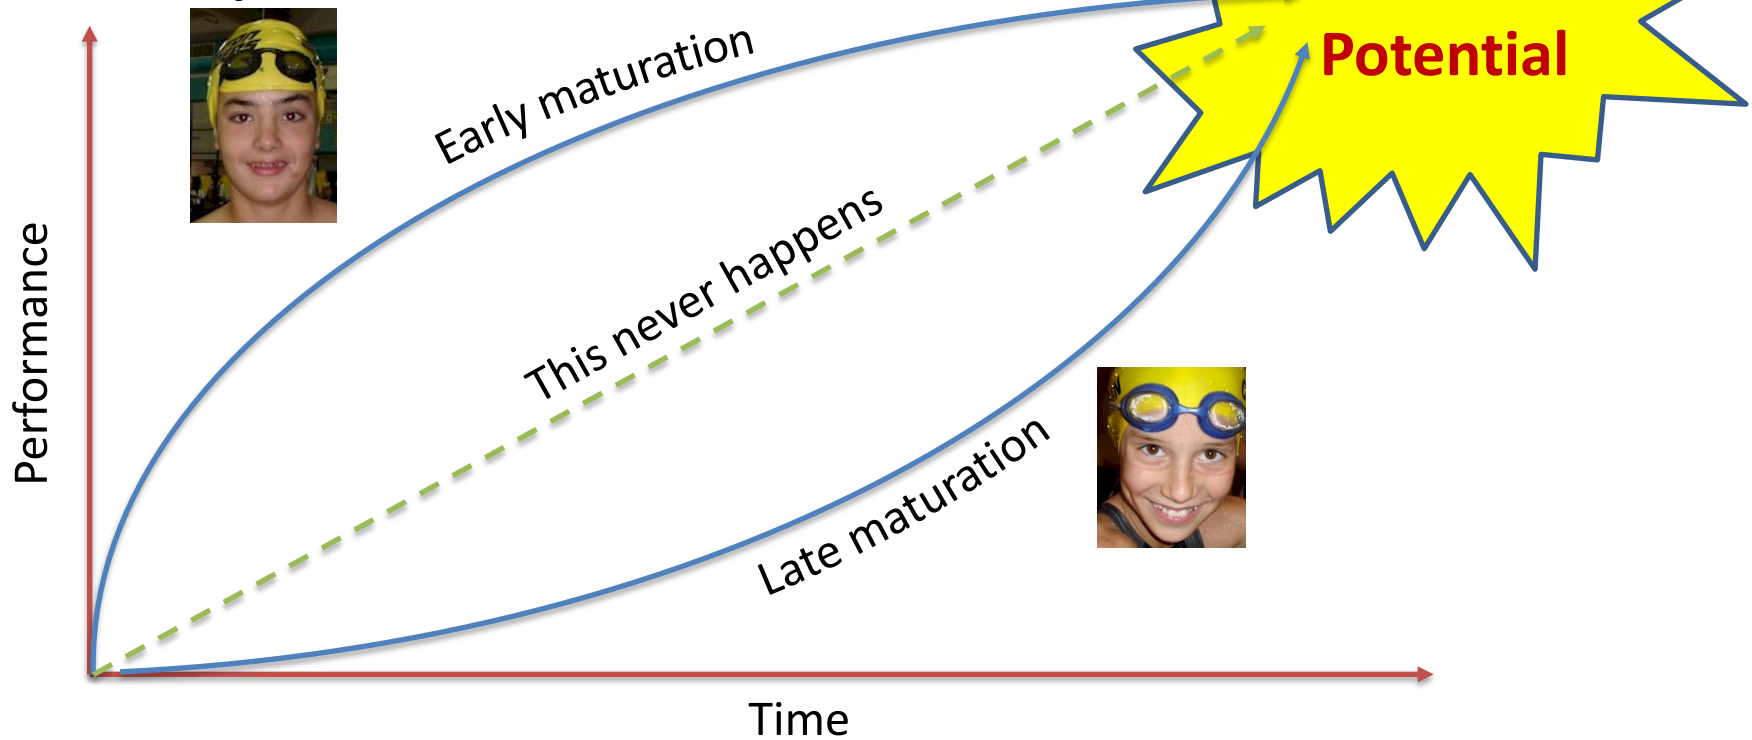 Early maturation
Potential
This never happens
Performance
Late maturation
Time